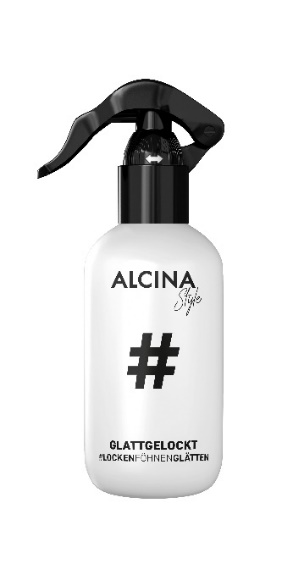 ALCINA
Style
#
GLATTGELOCKT
#LOCKENFÖHNENGLÄTTEN